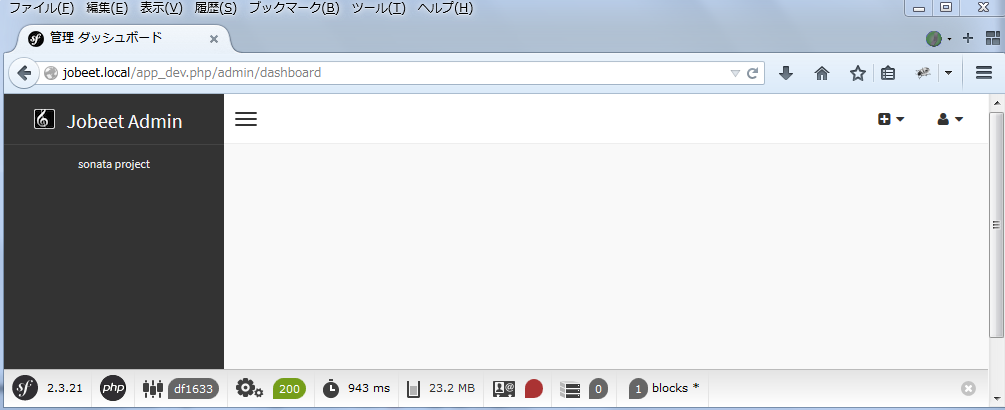 ファイル(F) 編集(E) 表示(V) 履歴(S) ブックマーク(B) ツール(T) ヘルプ(H)
管理 ダッシュボード
jobeet.local/app_dev.php/admin/dashboard
Jobeet Admin
sonata project
sf 2.3.21 php df1633 200 943 ms 23.2 MB 0 1 blocks *